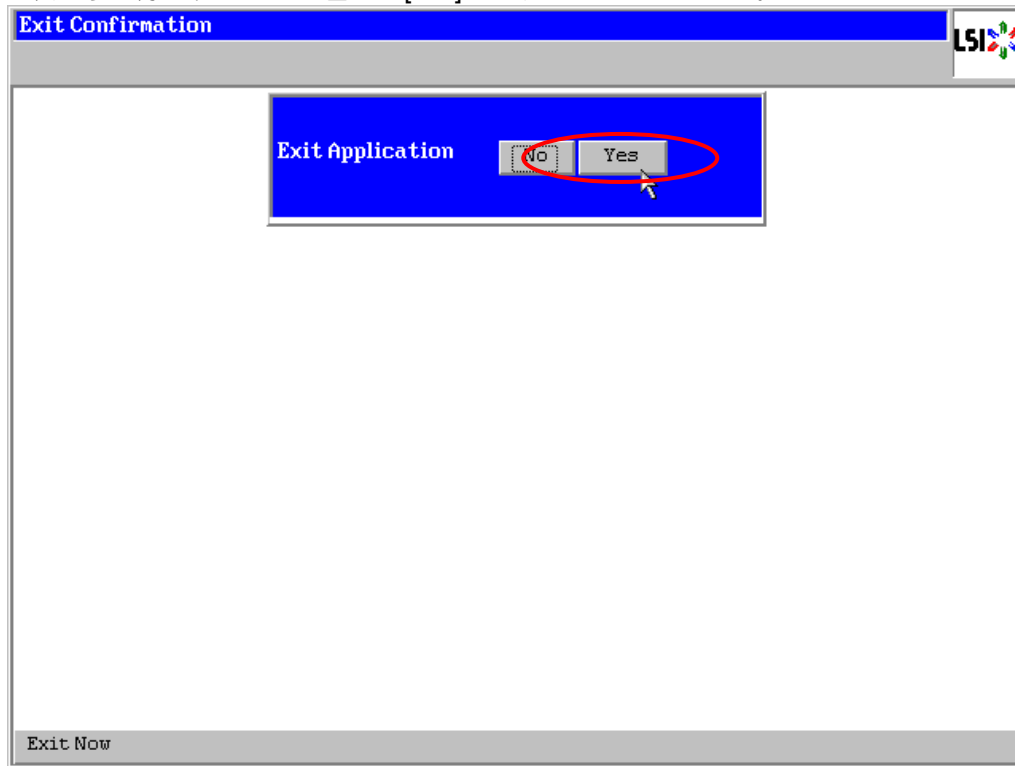 Exit Confirmation
LSI
Exit Application
No
Yes
Exit Now